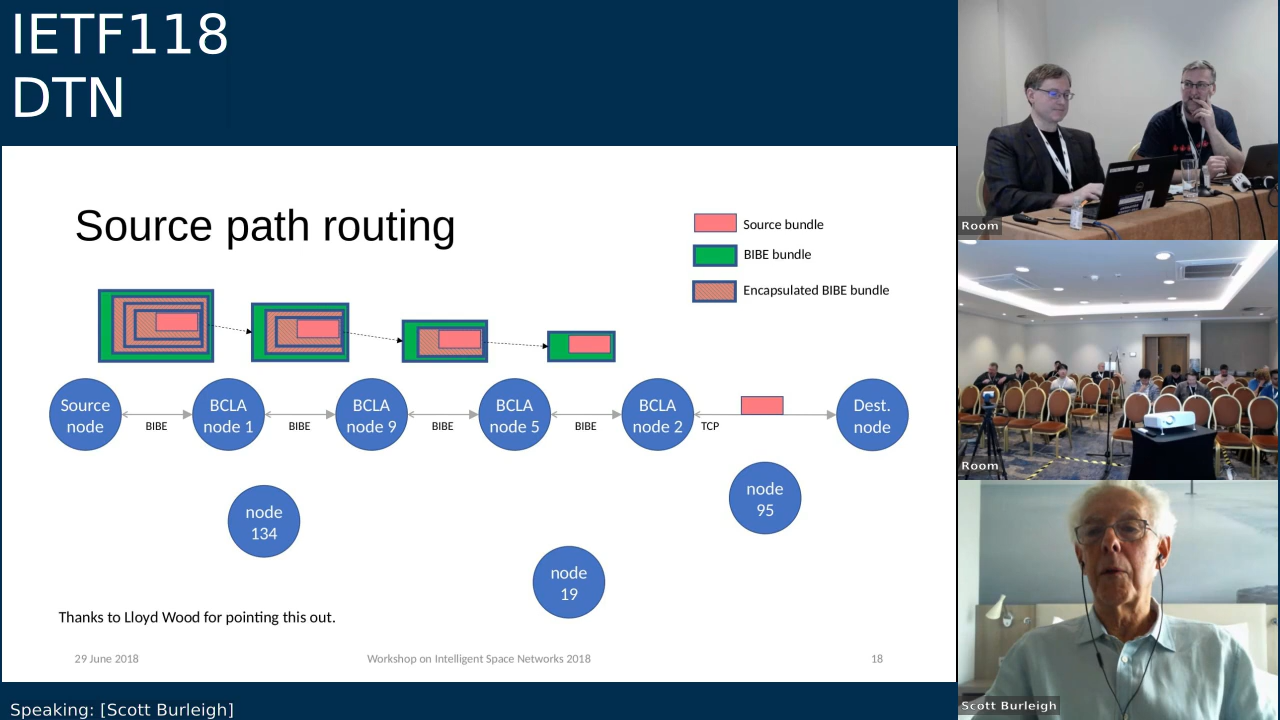 IETF118
DTN
Source path routing
Source bundle
BIBE bundle
Encapsulated BIBE bundle
Source
node
BCLA
node 1
BCLA
node 9
BCLA
node 5
BCLA
node 2
Dest.
node
BIBE
BIBE
BIBE
BIBE
TCP
node
134
node
95
node
19
Thanks to Lloyd Wood for pointing this out.
29 June 2018
Workshop on Intelligent Space Networks 2018
18
Speaking: [Scott Burleigh]
Room
Room
Scott Burleigh